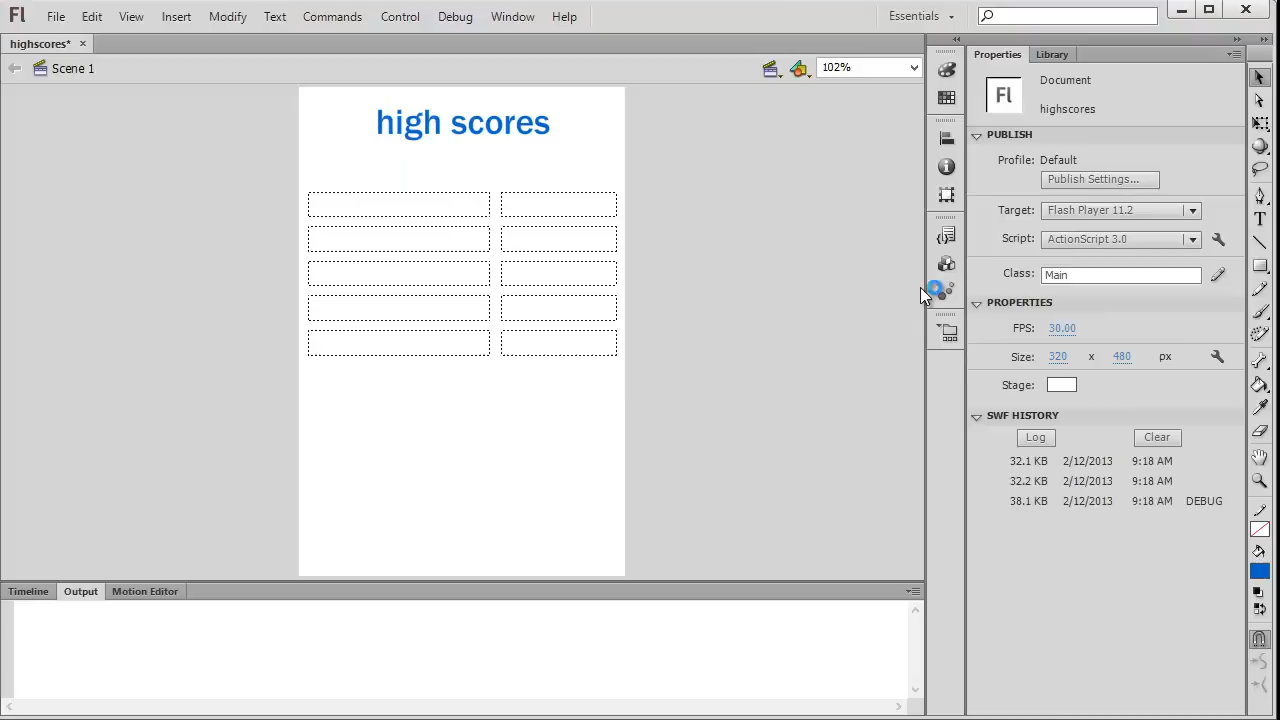 Fl File Edit View Insert Modify Text Commands Control Debug Window Help Essentials
highscores* ×
Scene 1 102%
high scores
Properties Library
Fl Document
highscores
PUBLISH
Profile: Default
Publish Settings...
Target: Flash Player 11.2
Script: ActionScript 3.0
Class: Main
PROPERTIES
FPS: 30.00
Size: 320 x 480 px
Stage:
SWF HISTORY
Log Clear
32.1 KB 2/12/2013 9:18 AM
32.2 KB 2/12/2013 9:18 AM
38.1 KB 2/12/2013 9:18 AM DEBUG
Timeline Output Motion Editor